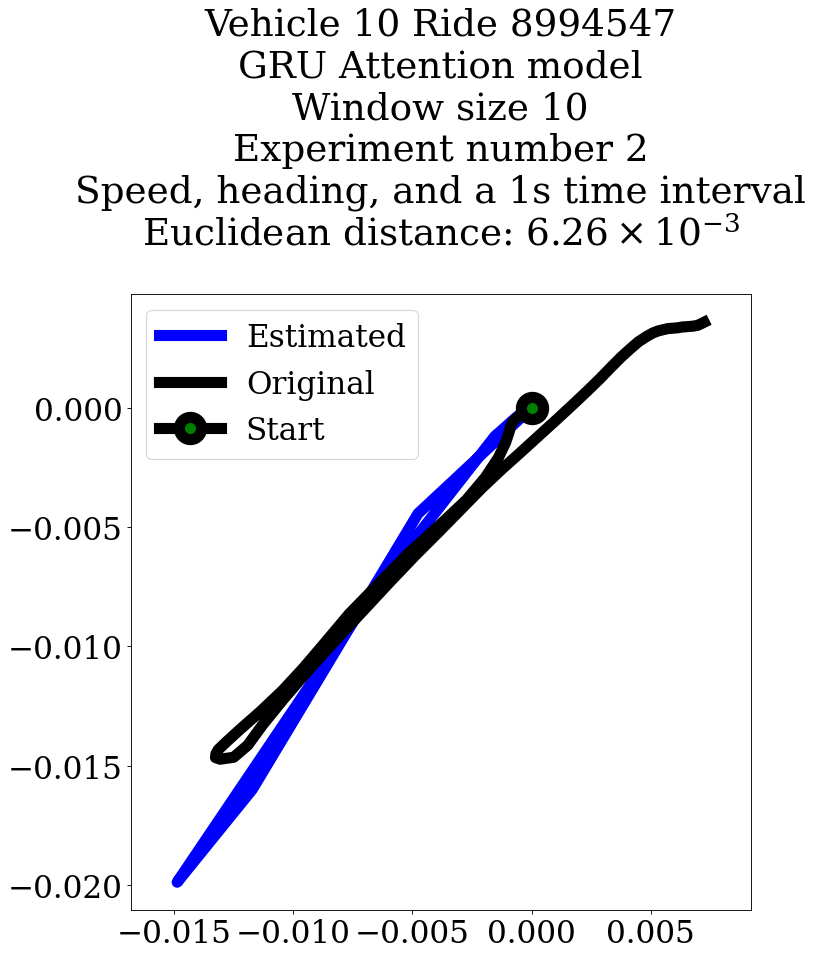 Vehicle 10 Ride 8994547
GRU Attention model
Window size 10
Experiment number 2
Speed, heading, and a 1s time interval
Euclidean distance: 6.26 × 10⁻³
Estimated
Original
Start
0.000
−0.005
−0.010
−0.015
−0.020
−0.015 −0.010 −0.005 0.000 0.005